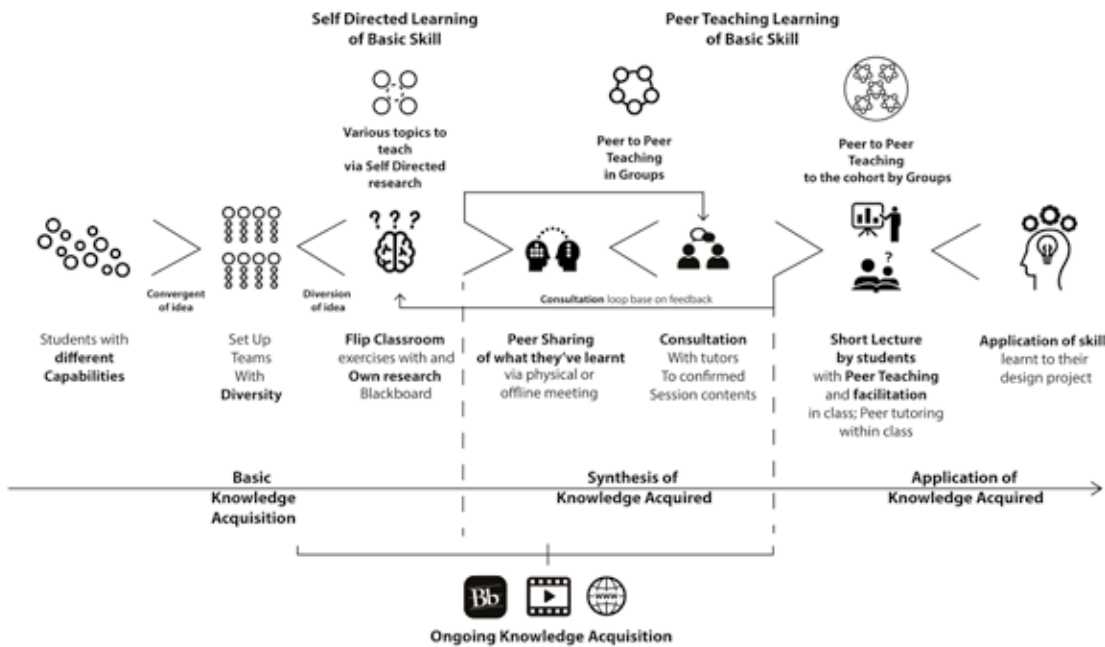 Self Directed Learning
of Basic Skill
Peer Teaching Learning
of Basic Skill
Various topics to
teach
via Self Directed
research
Peer to Peer
Teaching
in Groups
Peer to Peer
Teaching
to the cohort by Groups
? ? ?
?
Convergent
of idea
Diversion
of idea
Consultation loop base on feedback
Students with
different
Capabilities
Set Up
Teams
With
Diversity
Flip Classroom
exercises with and
Own research
Blackboard
Peer Sharing
of what they've learnt
via physical or
offline meeting
Consultation
With tutors
To confirmed
Session contents
Short Lecture
by students
with Peer Teaching
and facilitation
in class; Peer tutoring
within class
Application of skill
learnt to their
design project
Basic
Knowledge
Acquisition
Synthesis of
Knowledge Acquired
Application of
Knowledge Acquired
Bb
www
Ongoing Knowledge Acquisition